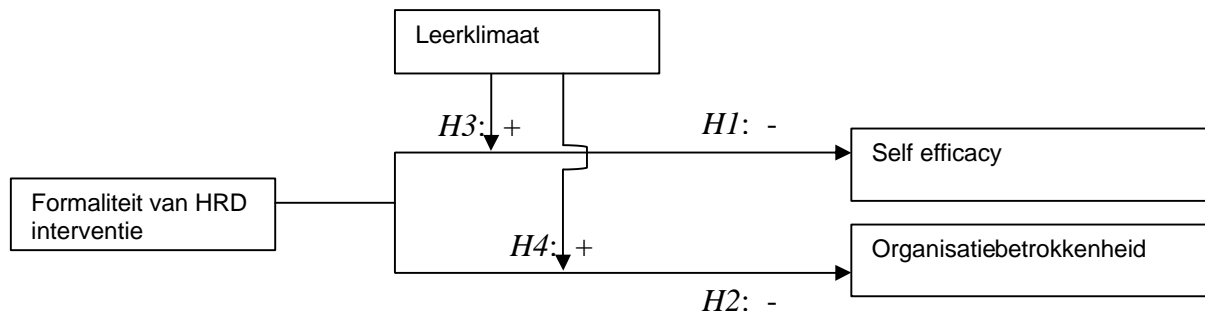 Leerklimaat
H3: +
H1: -
Self efficacy
Formaliteit van HRD
interventie
H4: +
Organisatiebetrokkenheid
H2: -